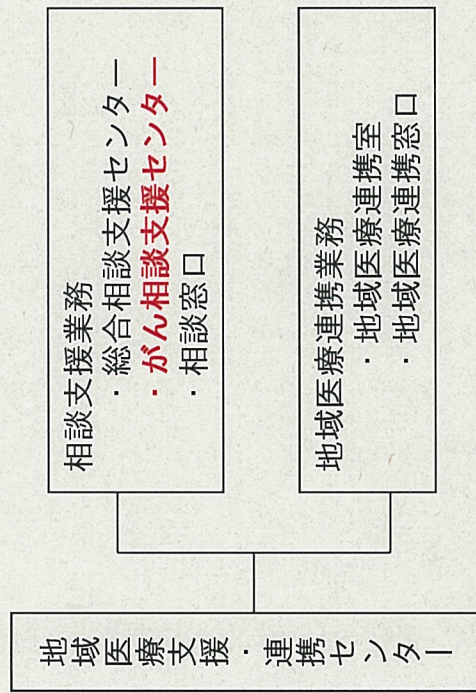 地域医療支援・連携センター
相談支援業務
・総合相談支援センター
・がん相談支援センター
・相談窓口
地域医療連携業務
・地域医療連携室
・地域医療連携窓口